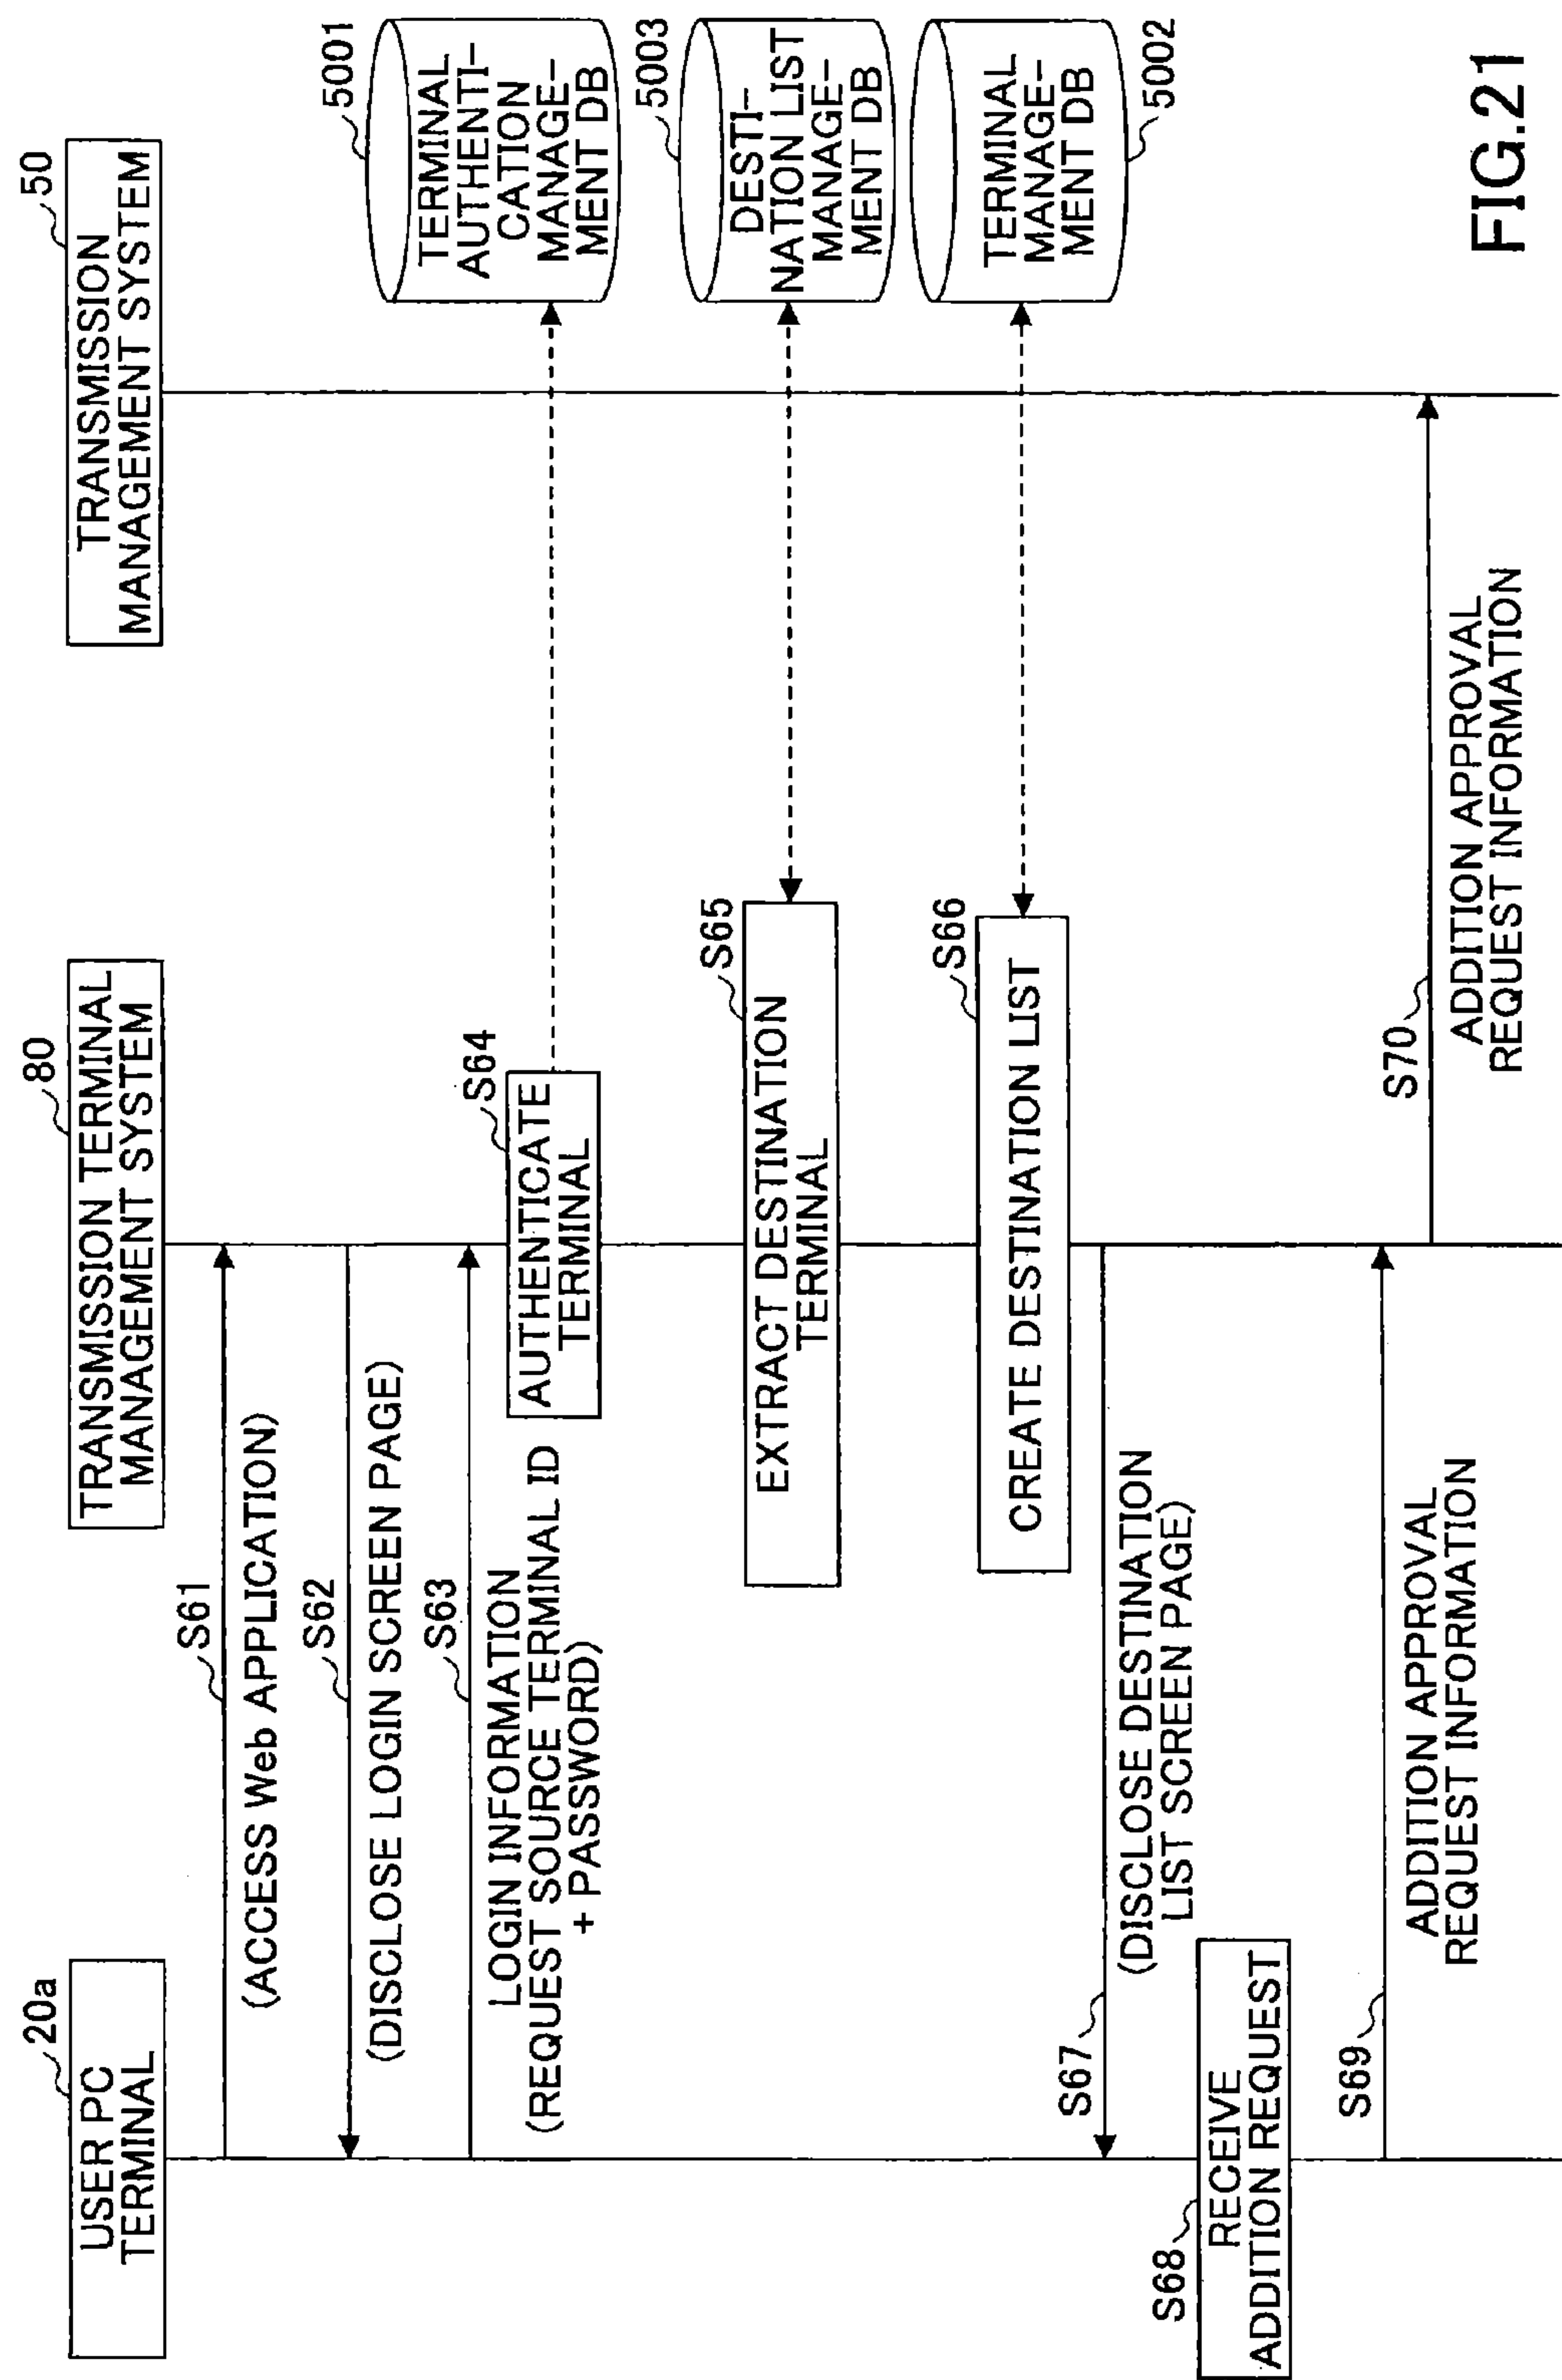 USER PC
TERMINAL
20a
TRANSMISSION TERMINAL
MANAGEMENT SYSTEM
80
TRANSMISSION
MANAGEMENT SYSTEM
50
S61
(ACCESS Web APPLICATION)
S62
(DISCLOSE LOGIN SCREEN PAGE)
S63
LOGIN INFORMATION
(REQUEST SOURCE TERMINAL ID
+ PASSWORD)
S64
AUTHENTICATE
TERMINAL
5001
TERMINAL
AUTHENTI-
CATION
MANAGE-
MENT DB
S65
EXTRACT DESTINATION
TERMINAL
5003
DESTI-
NATION LIST
MANAGE-
MENT DB
S66
CREATE DESTINATION LIST
TERMINAL
MANAGE-
MENT DB
5002
S67
(DISCLOSE DESTINATION
LIST SCREEN PAGE)
S68
RECEIVE
ADDITION REQUEST
S69
ADDITION APPROVAL
REQUEST INFORMATION
S70
ADDITION APPROVAL
REQUEST INFORMATION
FIG.21